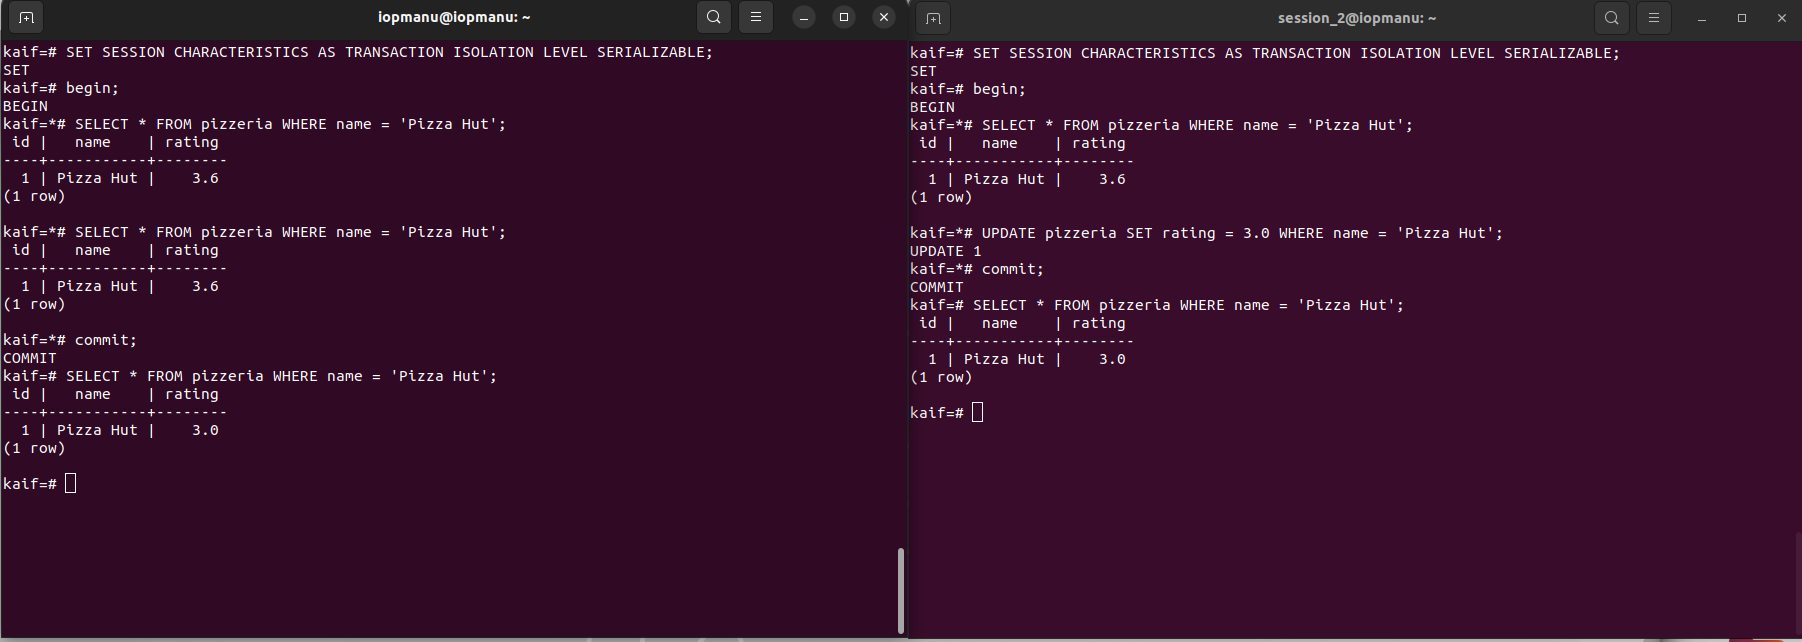 iopmanu@iopmanu: ~
kaif=# SET SESSION CHARACTERISTICS AS TRANSACTION ISOLATION LEVEL SERIALIZABLE;
SET
kaif=# begin;
BEGIN
kaif=*# SELECT * FROM pizzeria WHERE name = 'Pizza Hut';
 id |   name    | rating
----+-----------+--------
  1 | Pizza Hut |    3.6
(1 row)

kaif=*# SELECT * FROM pizzeria WHERE name = 'Pizza Hut';
 id |   name    | rating
----+-----------+--------
  1 | Pizza Hut |    3.6
(1 row)

kaif=*# commit;
COMMIT
kaif=# SELECT * FROM pizzeria WHERE name = 'Pizza Hut';
 id |   name    | rating
----+-----------+--------
  1 | Pizza Hut |    3.0
(1 row)

kaif=#
session_2@iopmanu: ~
kaif=# SET SESSION CHARACTERISTICS AS TRANSACTION ISOLATION LEVEL SERIALIZABLE;
SET
kaif=# begin;
BEGIN
kaif=*# SELECT * FROM pizzeria WHERE name = 'Pizza Hut';
 id |   name    | rating
----+-----------+--------
  1 | Pizza Hut |    3.6
(1 row)

kaif=*# UPDATE pizzeria SET rating = 3.0 WHERE name = 'Pizza Hut';
UPDATE 1
kaif=*# commit;
COMMIT
kaif=# SELECT * FROM pizzeria WHERE name = 'Pizza Hut';
 id |   name    | rating
----+-----------+--------
  1 | Pizza Hut |    3.0
(1 row)

kaif=#